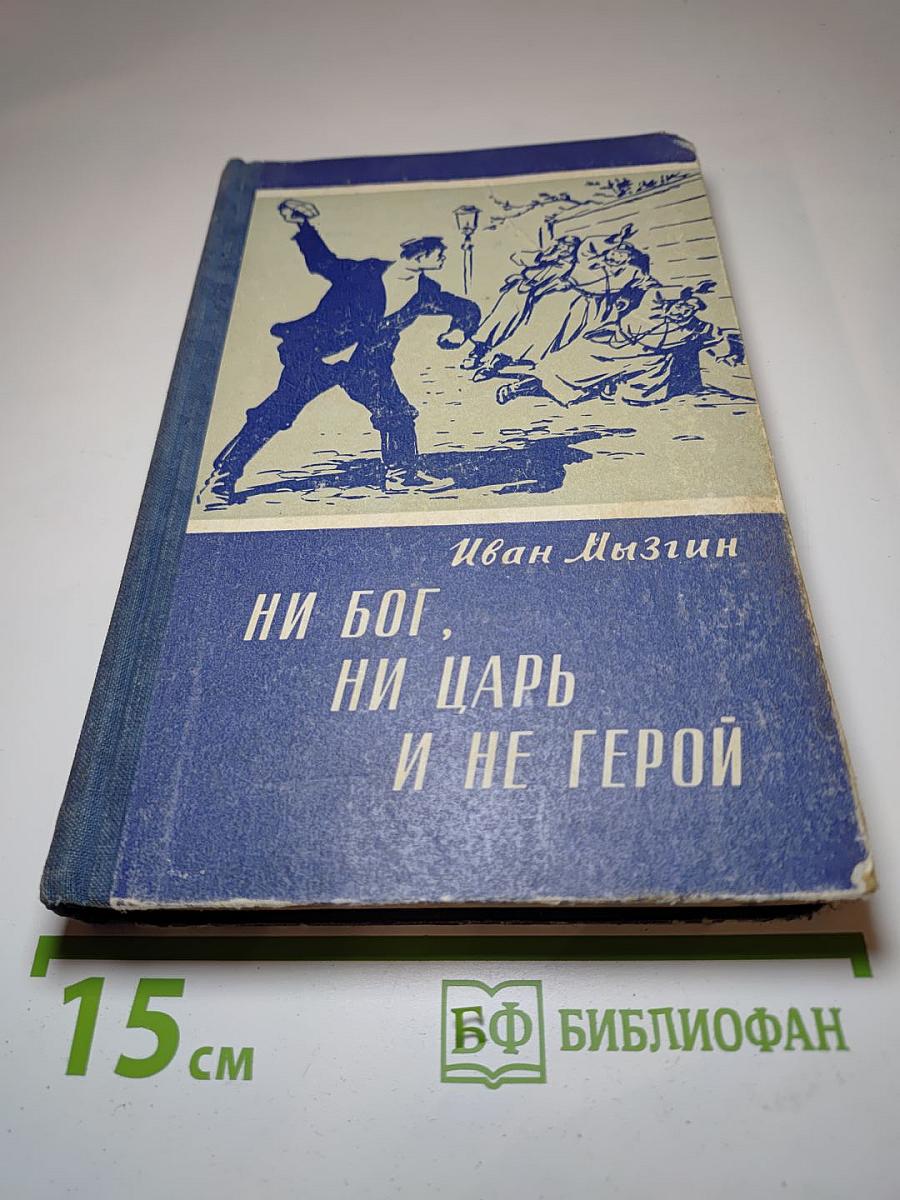 Иван Мызгин
НИ БОГ,
НИ ЦАРЬ
И НЕ ГЕРОЙ
15 см
БФ БИБЛИОФАН